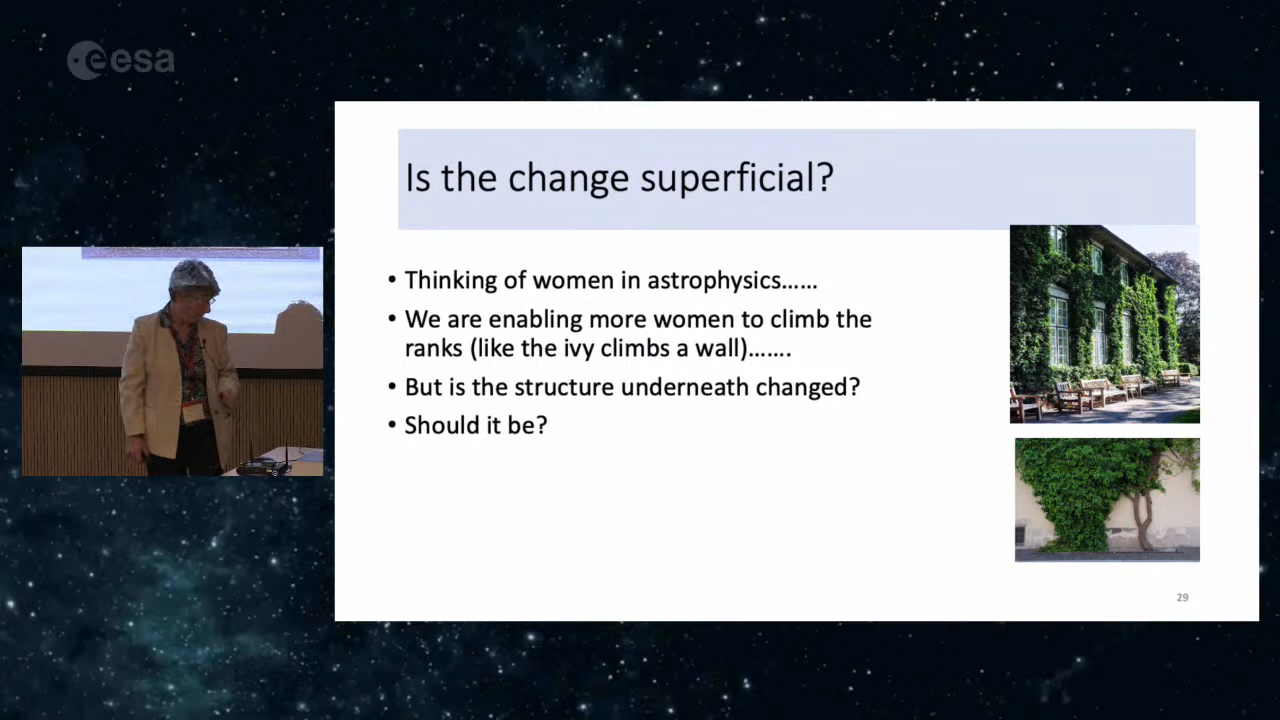 esa
Is the change superficial?
• Thinking of women in astrophysics……
• We are enabling more women to climb the
ranks (like the ivy climbs a wall)…….
• But is the structure underneath changed?
• Should it be?
29